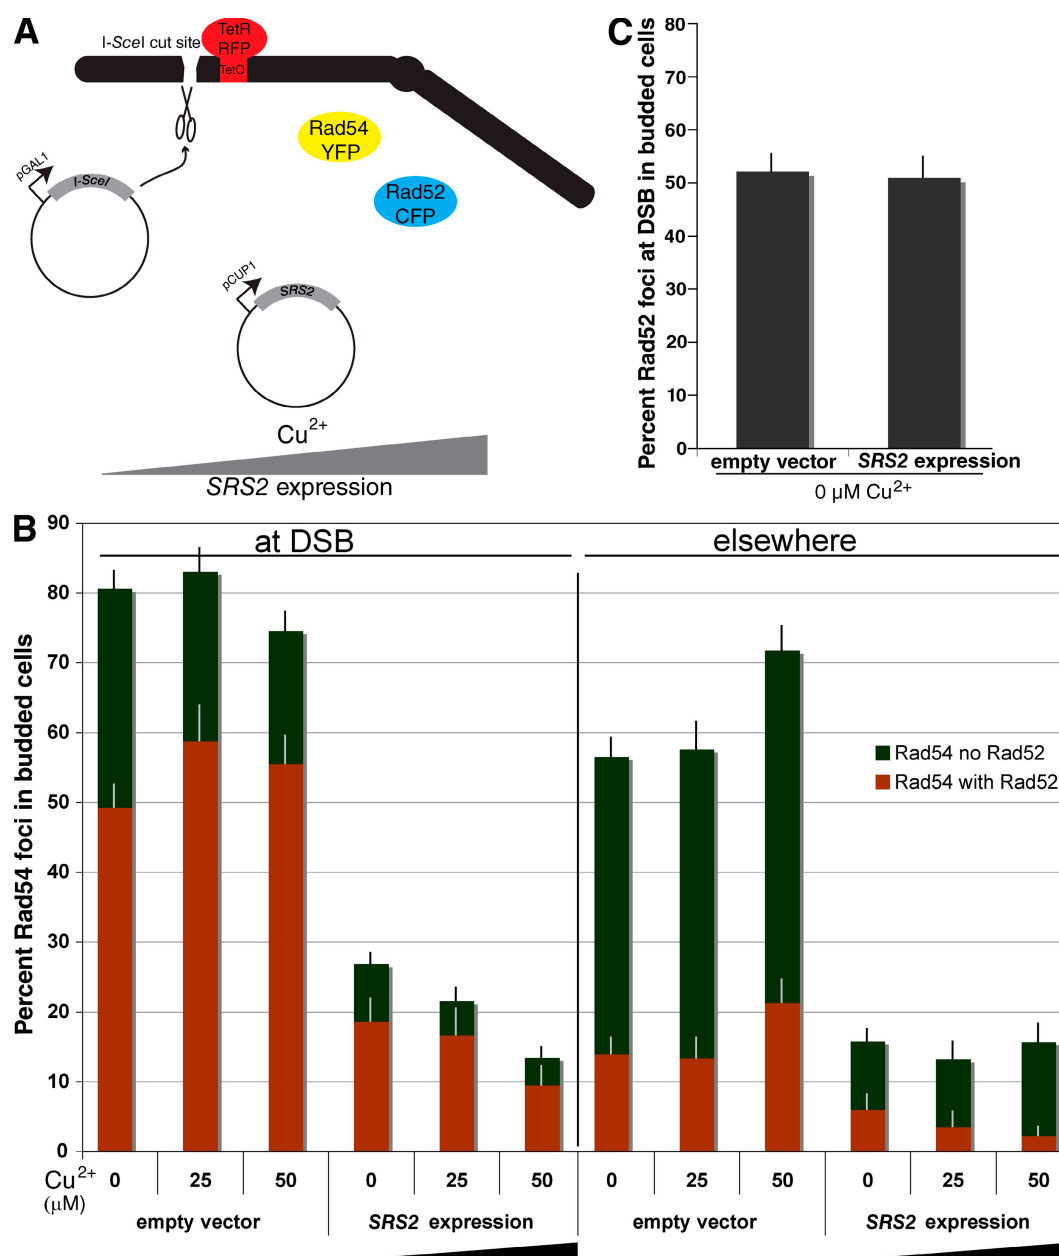 A
I-SceI cut site
TetR
RFP
TetO
Rad54
YFP
Rad52
CFP
pGAL1
I-SceI
pCUP1
SRS2
Cu2+
SRS2 expression
C
Percent Rad52 foci at DSB in budded cells
80
70
60
50
40
30
20
10
0
empty vector
SRS2 expression
0 µM Cu2+
B
at DSB
elsewhere
Percent Rad54 foci in budded cells
90
80
70
60
50
40
30
20
10
0
Rad54 no Rad52
Rad54 with Rad52
Cu2+ 0 25 50 0 25 50 0 25 50 0 25 50
(µM)
empty vector SRS2 expression empty vector SRS2 expression